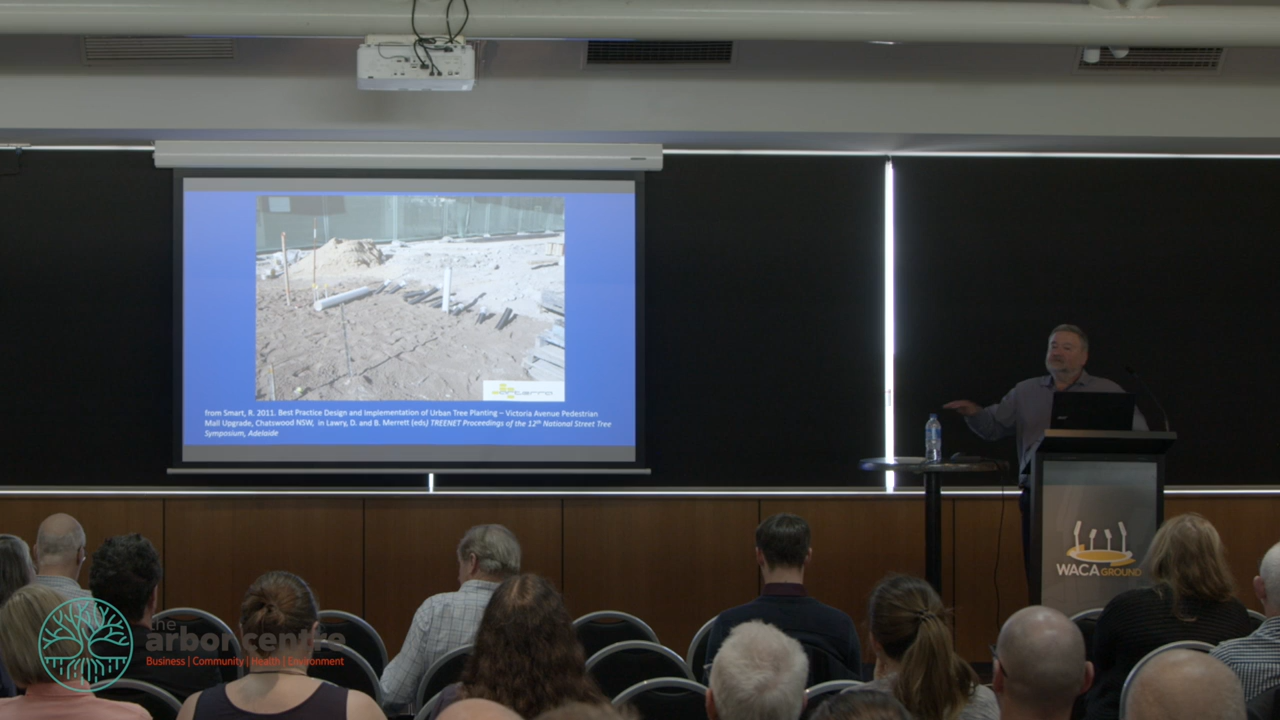 from Smart, R. 2011. Best Practice Design and Implementation of Urban Tree Planting – Victoria Avenue Pedestrian
Mall Upgrade, Chatswood NSW, in Lawry, D. and B. Merrett (eds) TREENET Proceedings of the 12th National Street Tree
Symposium, Adelaide
WACA GROUND
the
arbor centre
Business | Community | Health | Environment